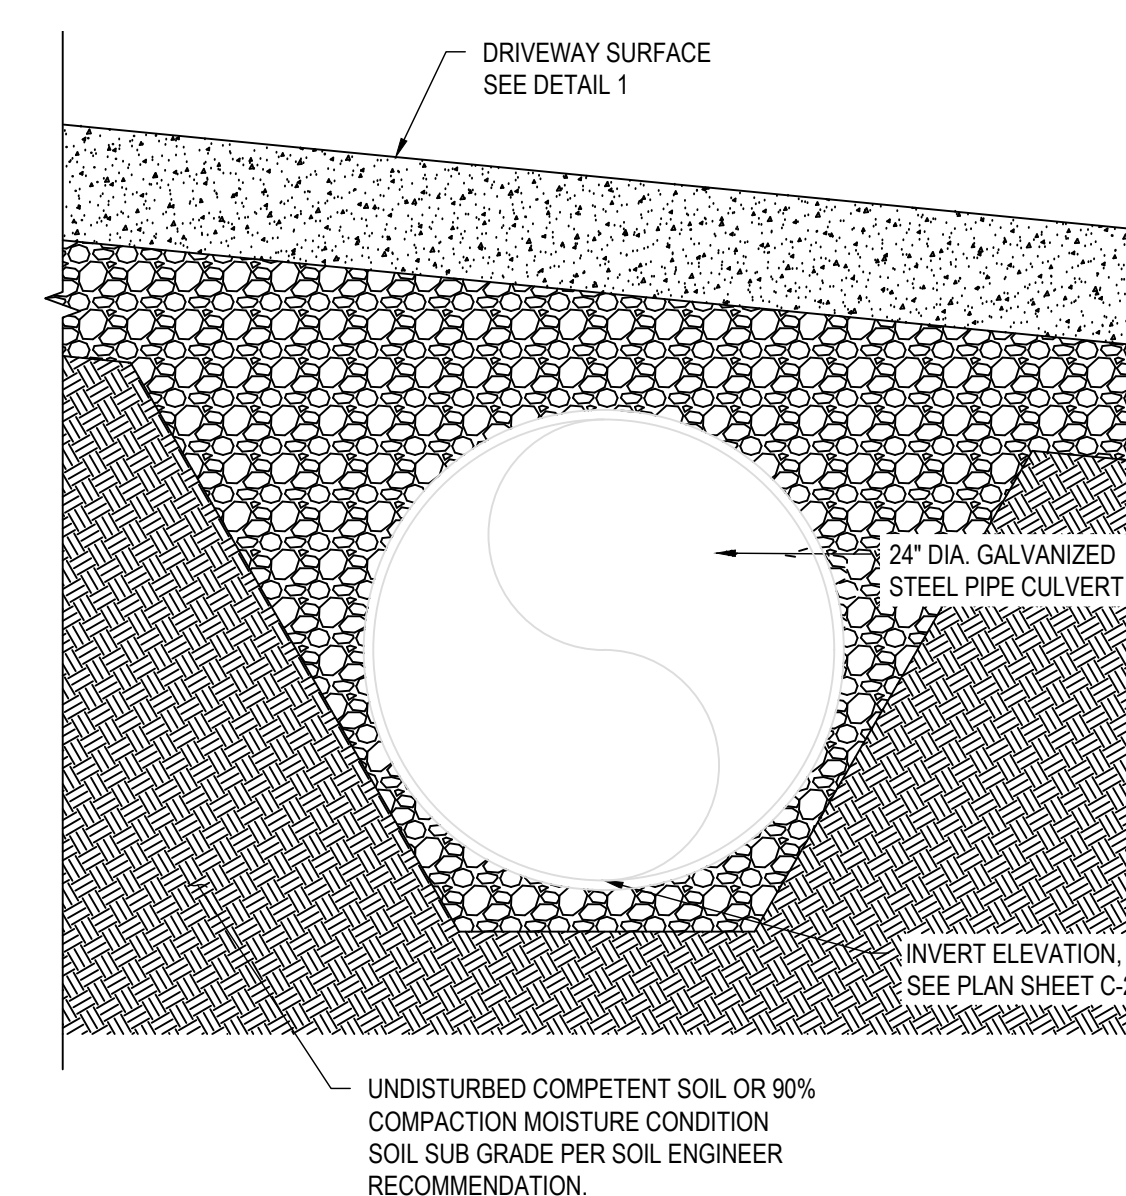 DRIVEWAY SURFACE
SEE DETAIL 1
24" DIA. GALVANIZED
STEEL PIPE CULVERT
INVERT ELEVATION,
SEE PLAN SHEET C-2
UNDISTURBED COMPETENT SOIL OR 90%
COMPACTION MOISTURE CONDITION
SOIL SUB GRADE PER SOIL ENGINEER
RECOMMENDATION.